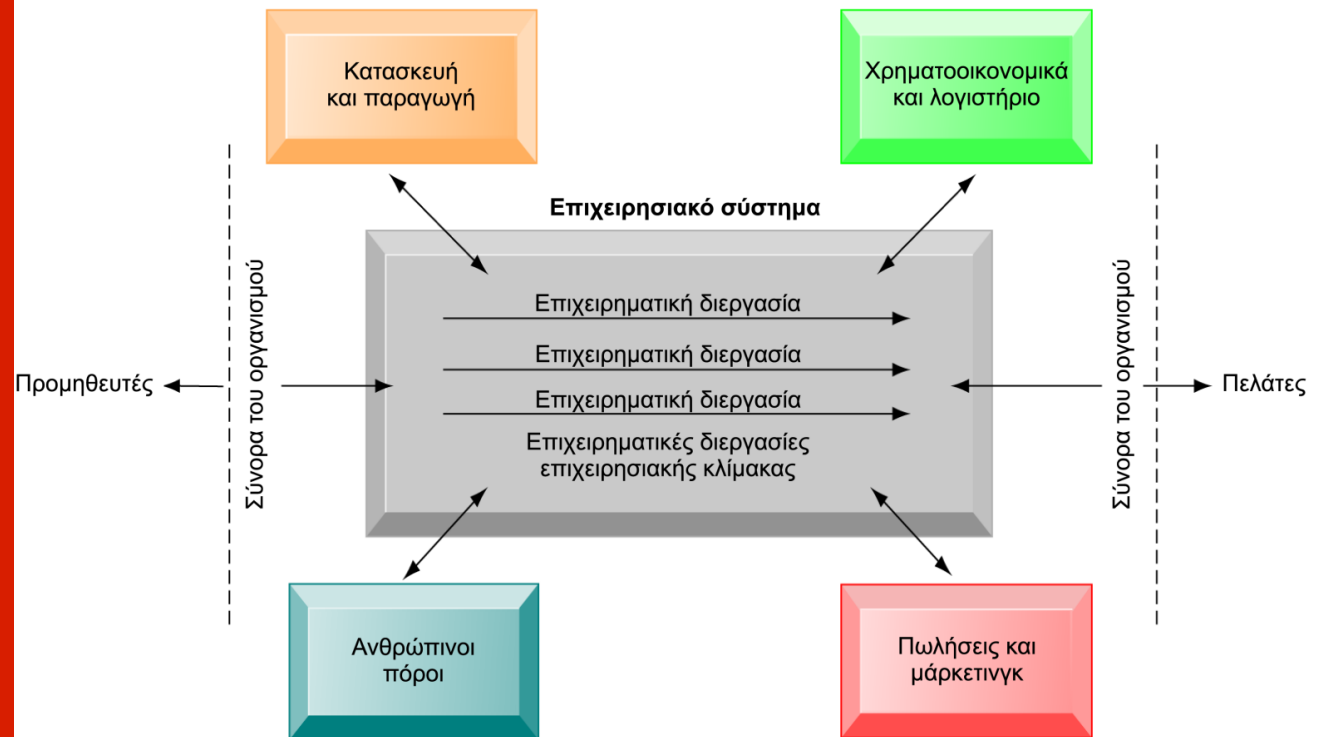 Κατασκευή
και παραγωγή
Χρηματοοικονομικά
και λογιστήριο
Επιχειρησιακό σύστημα
Σύνορα του οργανισμού
Επιχειρηματική διεργασία
Επιχειρηματική διεργασία
Επιχειρηματική διεργασία
Επιχειρηματικές διεργασίες
επιχειρησιακής κλίμακας
Σύνορα του οργανισμού
Προμηθευτές
Πελάτες
Ανθρώπινοι
πόροι
Πωλήσεις και
μάρκετινγκ